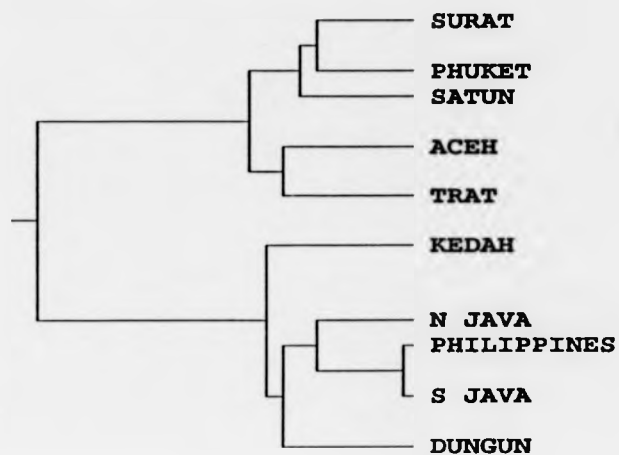 SURAT
PHUKET
SATUN
ACEH
TRAT
KEDAH
N JAVA
PHILIPPINES
S JAVA
DUNGUN